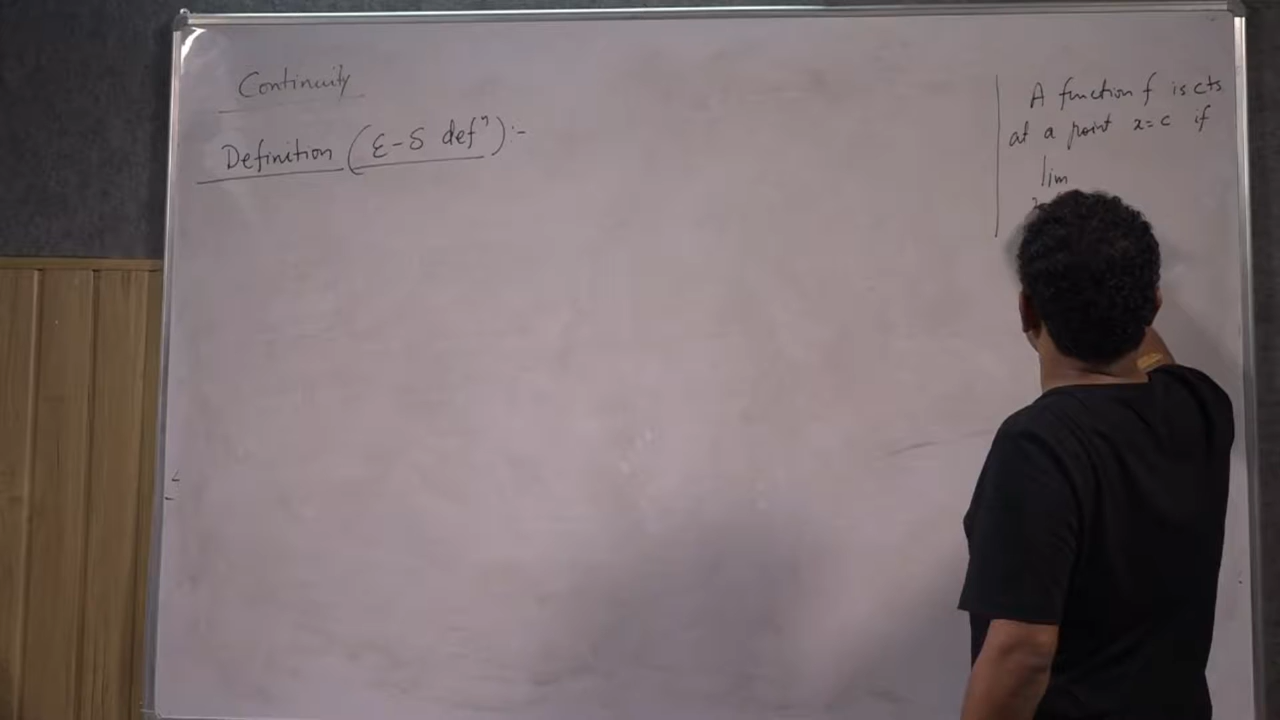 Continuity
Definition (ε-δ defⁿ) :-
A function f is cts
at a point x=c if
lim